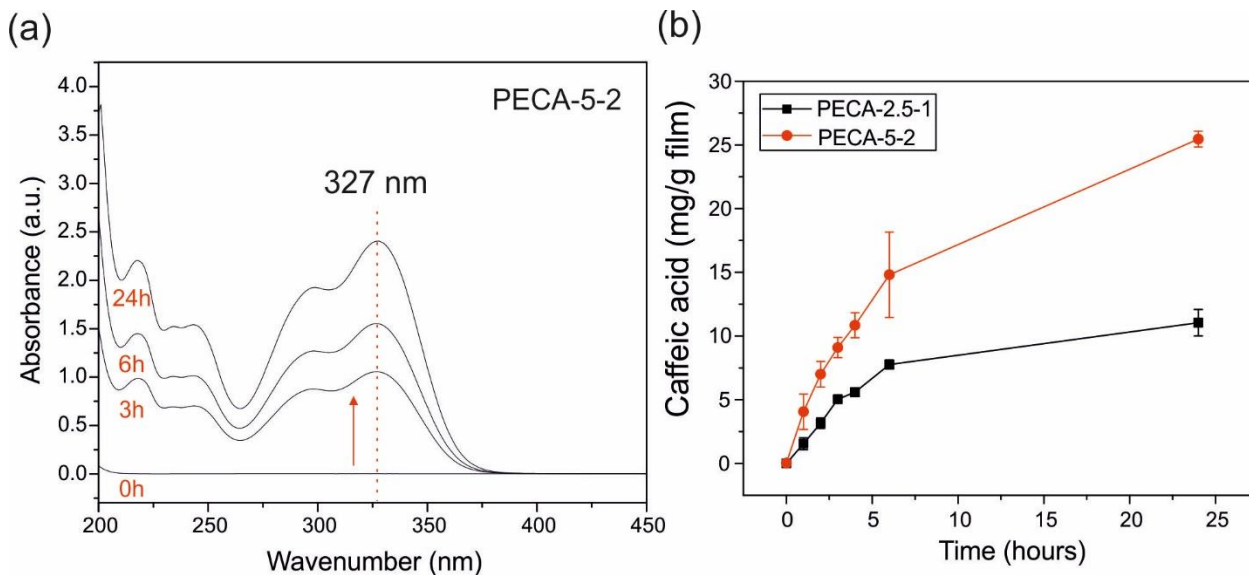 (a)
PECA-5-2
327 nm
24h
6h
3h
0h
4.0
3.5
3.0
2.5
2.0
1.5
1.0
0.5
0.0
Absorbance (a.u.)
200 250 300 350 400 450
Wavenumber (nm)
(b)
PECA-2.5-1
PECA-5-2
30
25
20
15
10
5
0
Caffeic acid (mg/g film)
0 5 10 15 20 25
Time (hours)